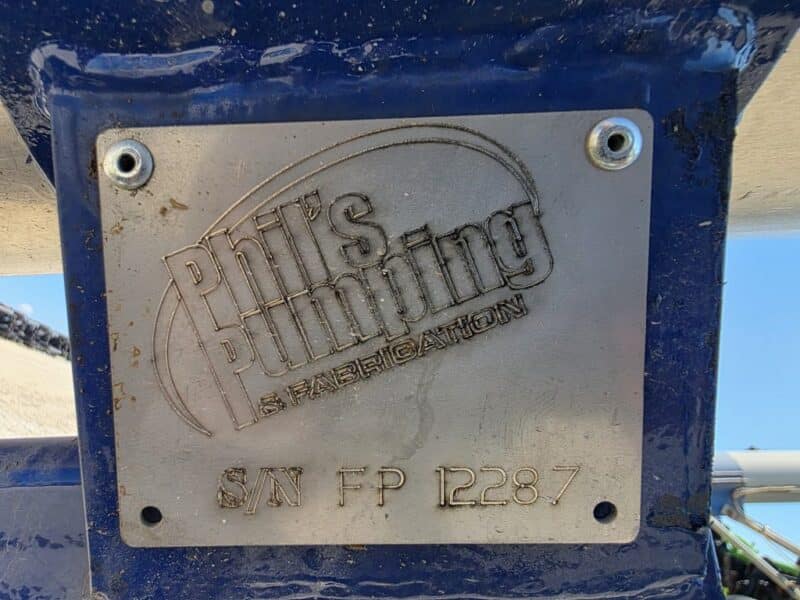 Phil's
Pumping
& FABRICATION
S/N FP 12287